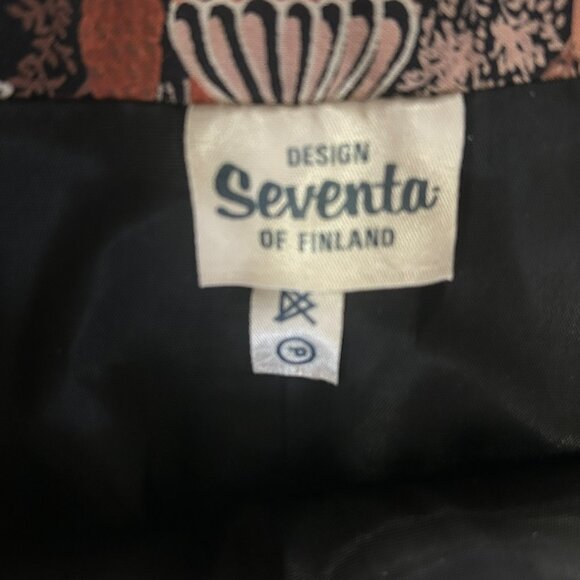 DESIGN
Seventa
OF FINLAND
P